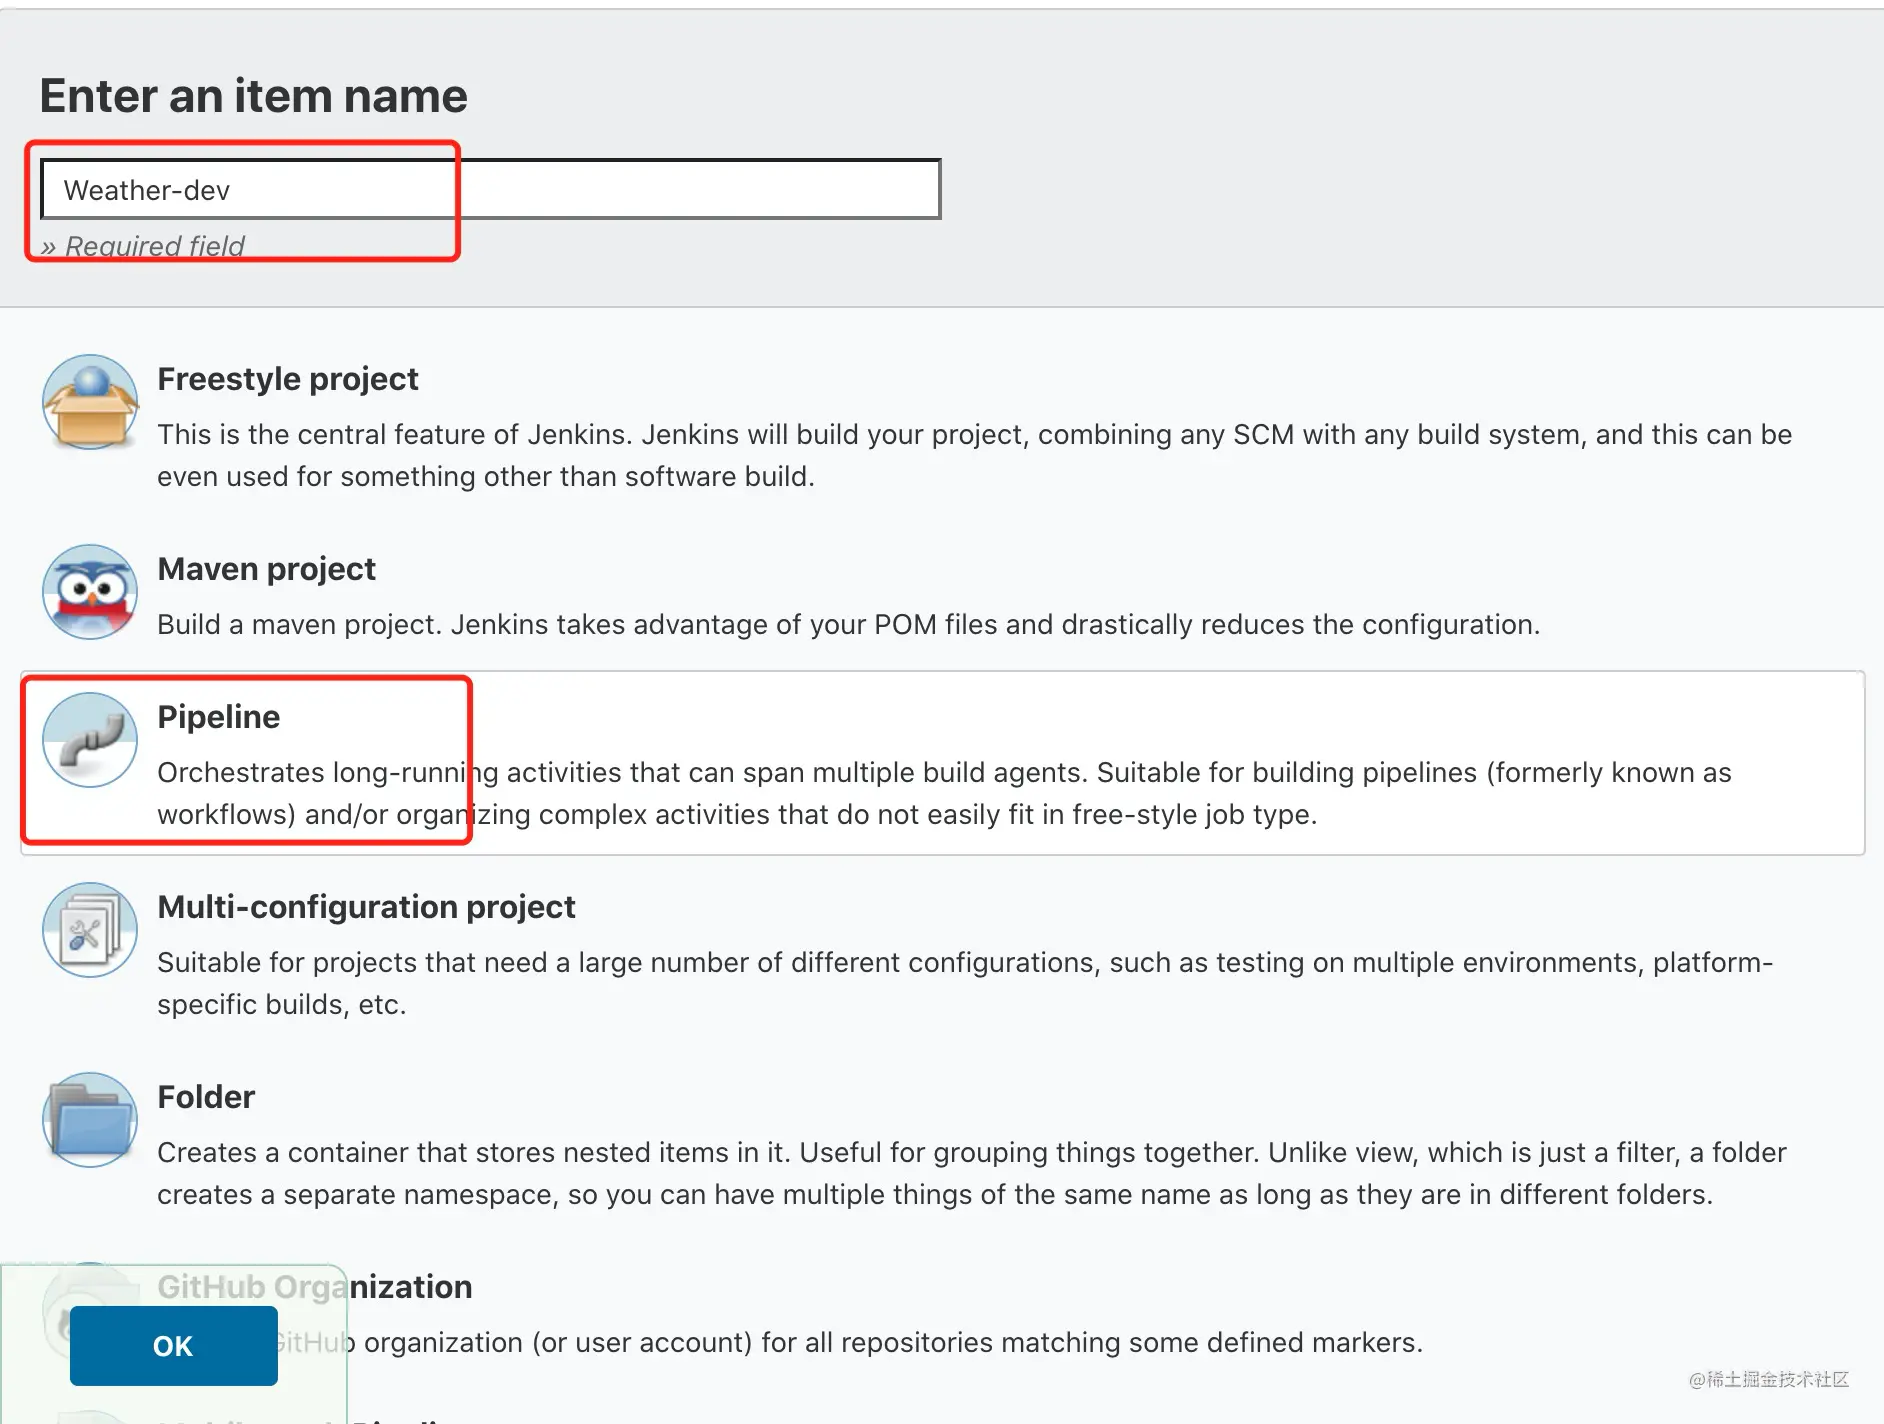 Enter an item name
Weather-dev
» Required field
Freestyle project
This is the central feature of Jenkins. Jenkins will build your project, combining any SCM with any build system, and this can be
even used for something other than software build.
Maven project
Build a maven project. Jenkins takes advantage of your POM files and drastically reduces the configuration.
Pipeline
Orchestrates long-running activities that can span multiple build agents. Suitable for building pipelines (formerly known as
workflows) and/or organizing complex activities that do not easily fit in free-style job type.
Multi-configuration project
Suitable for projects that need a large number of different configurations, such as testing on multiple environments, platform-
specific builds, etc.
Folder
Creates a container that stores nested items in it. Useful for grouping things together. Unlike view, which is just a filter, a folder
creates a separate namespace, so you can have multiple things of the same name as long as they are in different folders.
GitHub Organization
GitHub organization (or user account) for all repositories matching some defined markers.
OK
@稀土掘金技术社区